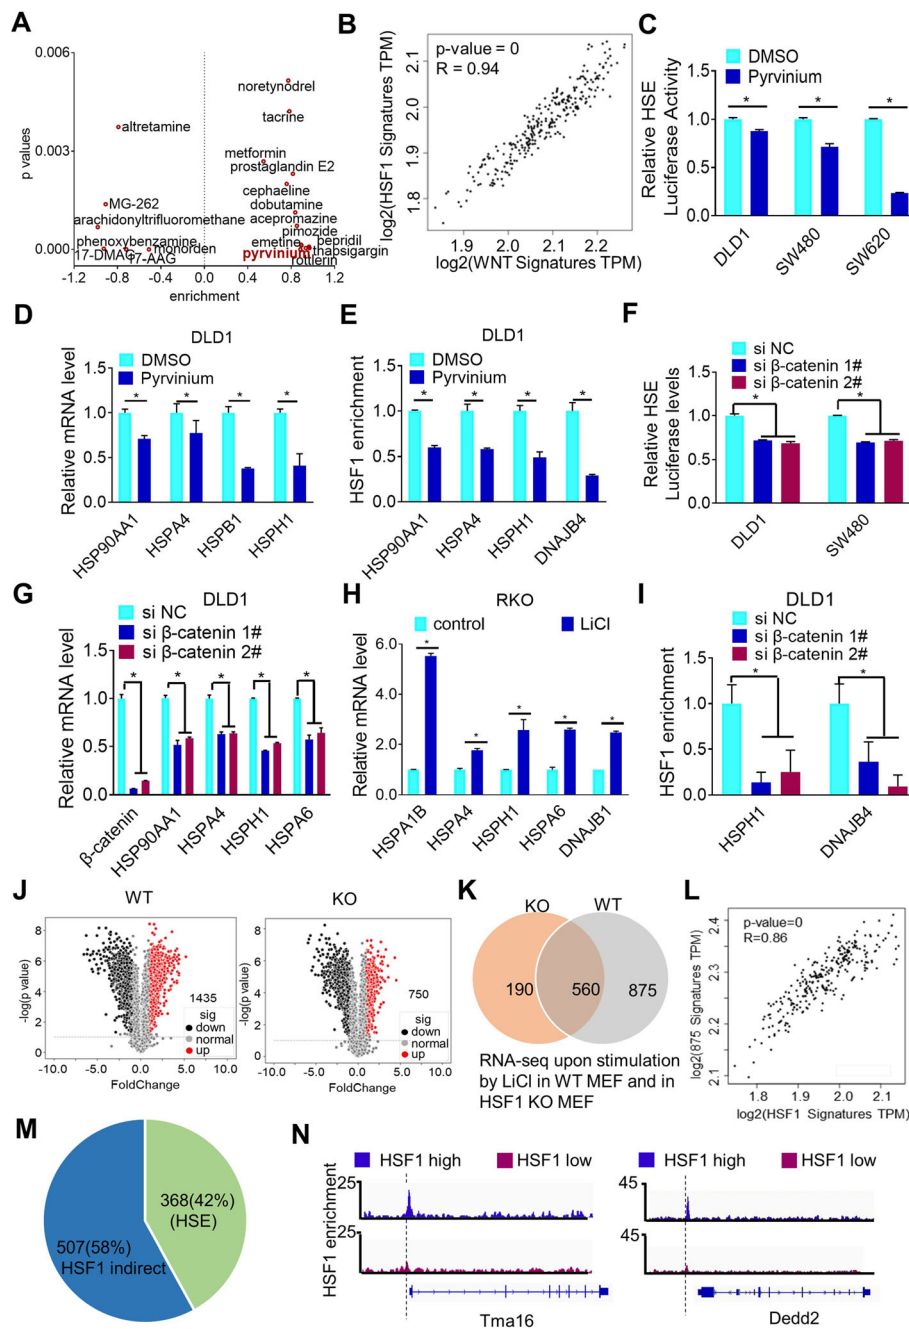 A
0.006
0.003
0.000
p values
noretynodrel
tacrine
altretamine
metformin
prostaglandin E2
cephaeline
MG-262
dobutamine
arachidonyltrifluoromethane
acepromazine
pimozide
phenoxybenzamine
monorden
emetine
bepridil
17-DMAG
17-AAG
pyrvinium
thapsigargin
rottlerin
-1.2 -0.8 -0.4 0.0 0.4 0.8 1.2
enrichment
B
p-value = 0
R = 0.94
log2(HSF1 Signatures TPM)
1.8 1.9 2.0 2.1
1.9 2.0 2.1 2.2
log2(WNT Signatures TPM)
C
DMSO
Pyrvinium
Relative HSE
Luciferase Activity
1.5
1.0
0.5
0.0
* * *
DLD1
SW480
SW620
D
DLD1
DMSO
Pyrvinium
Relative mRNA level
1.5
1.0
0.5
0.0
* * * *
HSP90AA1
HSPA4
HSPB1
HSPH1
E
DLD1
DMSO
Pyrvinium
HSF1 enrichment
1.5
1.0
0.5
0.0
* * * *
HSP90AA1
HSPA4
HSPH1
DNAJB4
F
si NC
si β-catenin 1#
si β-catenin 2#
Relative HSE
Luciferase levels
1.5
1.0
0.5
0.0
* *
DLD1
SW480
G
DLD1
si NC
si β-catenin 1#
si β-catenin 2#
Relative mRNA level
1.5
1.0
0.5
0.0
* * * * *
β-catenin
HSP90AA1
HSPA4
HSPH1
HSPA6
H
RKO
control
LiCl
Relative mRNA level
6.0
4.0
2.0
0.0
* * * * *
HSPA1B
HSPA4
HSPH1
HSPA6
DNAJB1
I
DLD1
si NC
si β-catenin 1#
si β-catenin 2#
HSF1 enrichment
1.5
1.0
0.5
0.0
* *
HSPH1
DNAJB4
J
WT
-log(p value)
8
6
4
2
0
1435
sig
down
normal
up
-10.0 -5.0 0.0 5.0 10.0
FoldChange
KO
-log(p value)
8
6
4
2
0
750
sig
down
normal
up
-10.0 -5.0 0.0 5.0 10.0
FoldChange
K
KO
WT
190
560
875
RNA-seq upon stimulation
by LiCl in WT MEF and in
HSF1 KO MEF
L
p-value=0
R=0.86
log2(875 Signatures TPM)
2.1 2.2 2.3 2.4
1.8 1.9 2.0 2.1
log2(HSF1 Signatures TPM)
M
368(42%)
(HSE)
507(58%)
HSF1 indirect
N
HSF1 high
HSF1 low
HSF1 enrichment
25
25
Tma16
HSF1 high
HSF1 low
45
45
Dedd2